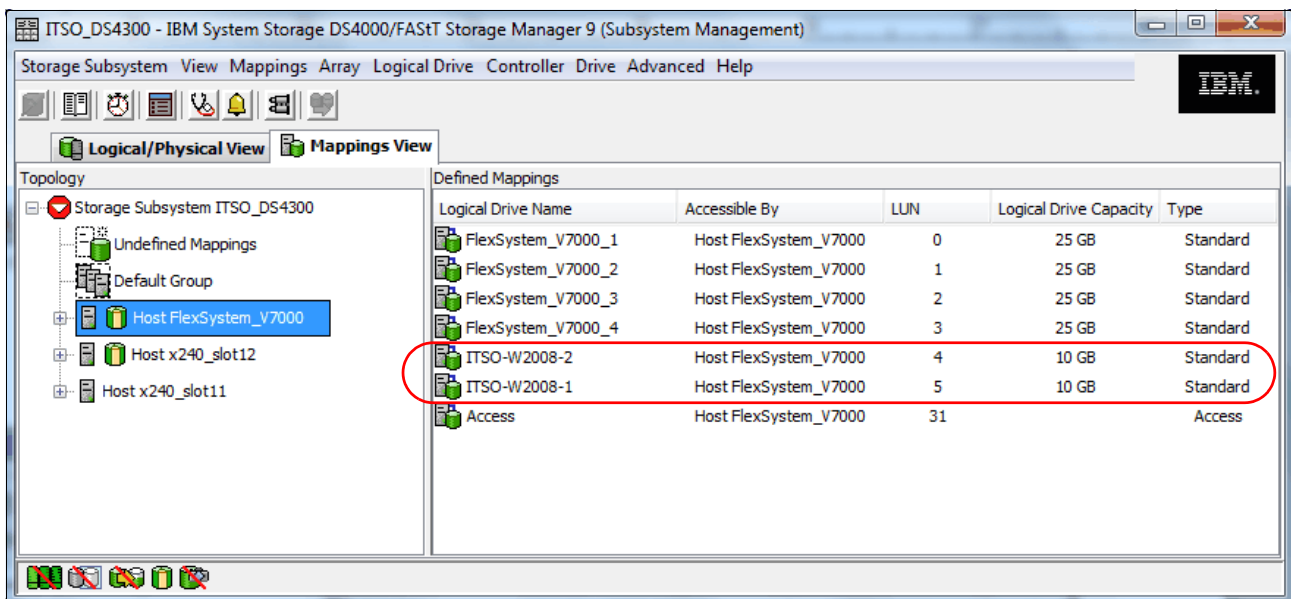 ITSO_DS4300 - IBM System Storage DS4000/FAStT Storage Manager 9 (Subsystem Management)
Storage Subsystem View Mappings Array Logical Drive Controller Drive Advanced Help
IBM.
Logical/Physical View Mappings View
Topology
Storage Subsystem ITSO_DS4300
Undefined Mappings
Default Group
Host FlexSystem_V7000
Host x240_slot12
Host x240_slot11
Defined Mappings
Logical Drive Name Accessible By LUN Logical Drive Capacity Type
FlexSystem_V7000_1 Host FlexSystem_V7000 0 25 GB Standard
FlexSystem_V7000_2 Host FlexSystem_V7000 1 25 GB Standard
FlexSystem_V7000_3 Host FlexSystem_V7000 2 25 GB Standard
FlexSystem_V7000_4 Host FlexSystem_V7000 3 25 GB Standard
ITSO-W2008-2 Host FlexSystem_V7000 4 10 GB Standard
ITSO-W2008-1 Host FlexSystem_V7000 5 10 GB Standard
Access Host FlexSystem_V7000 31 Access